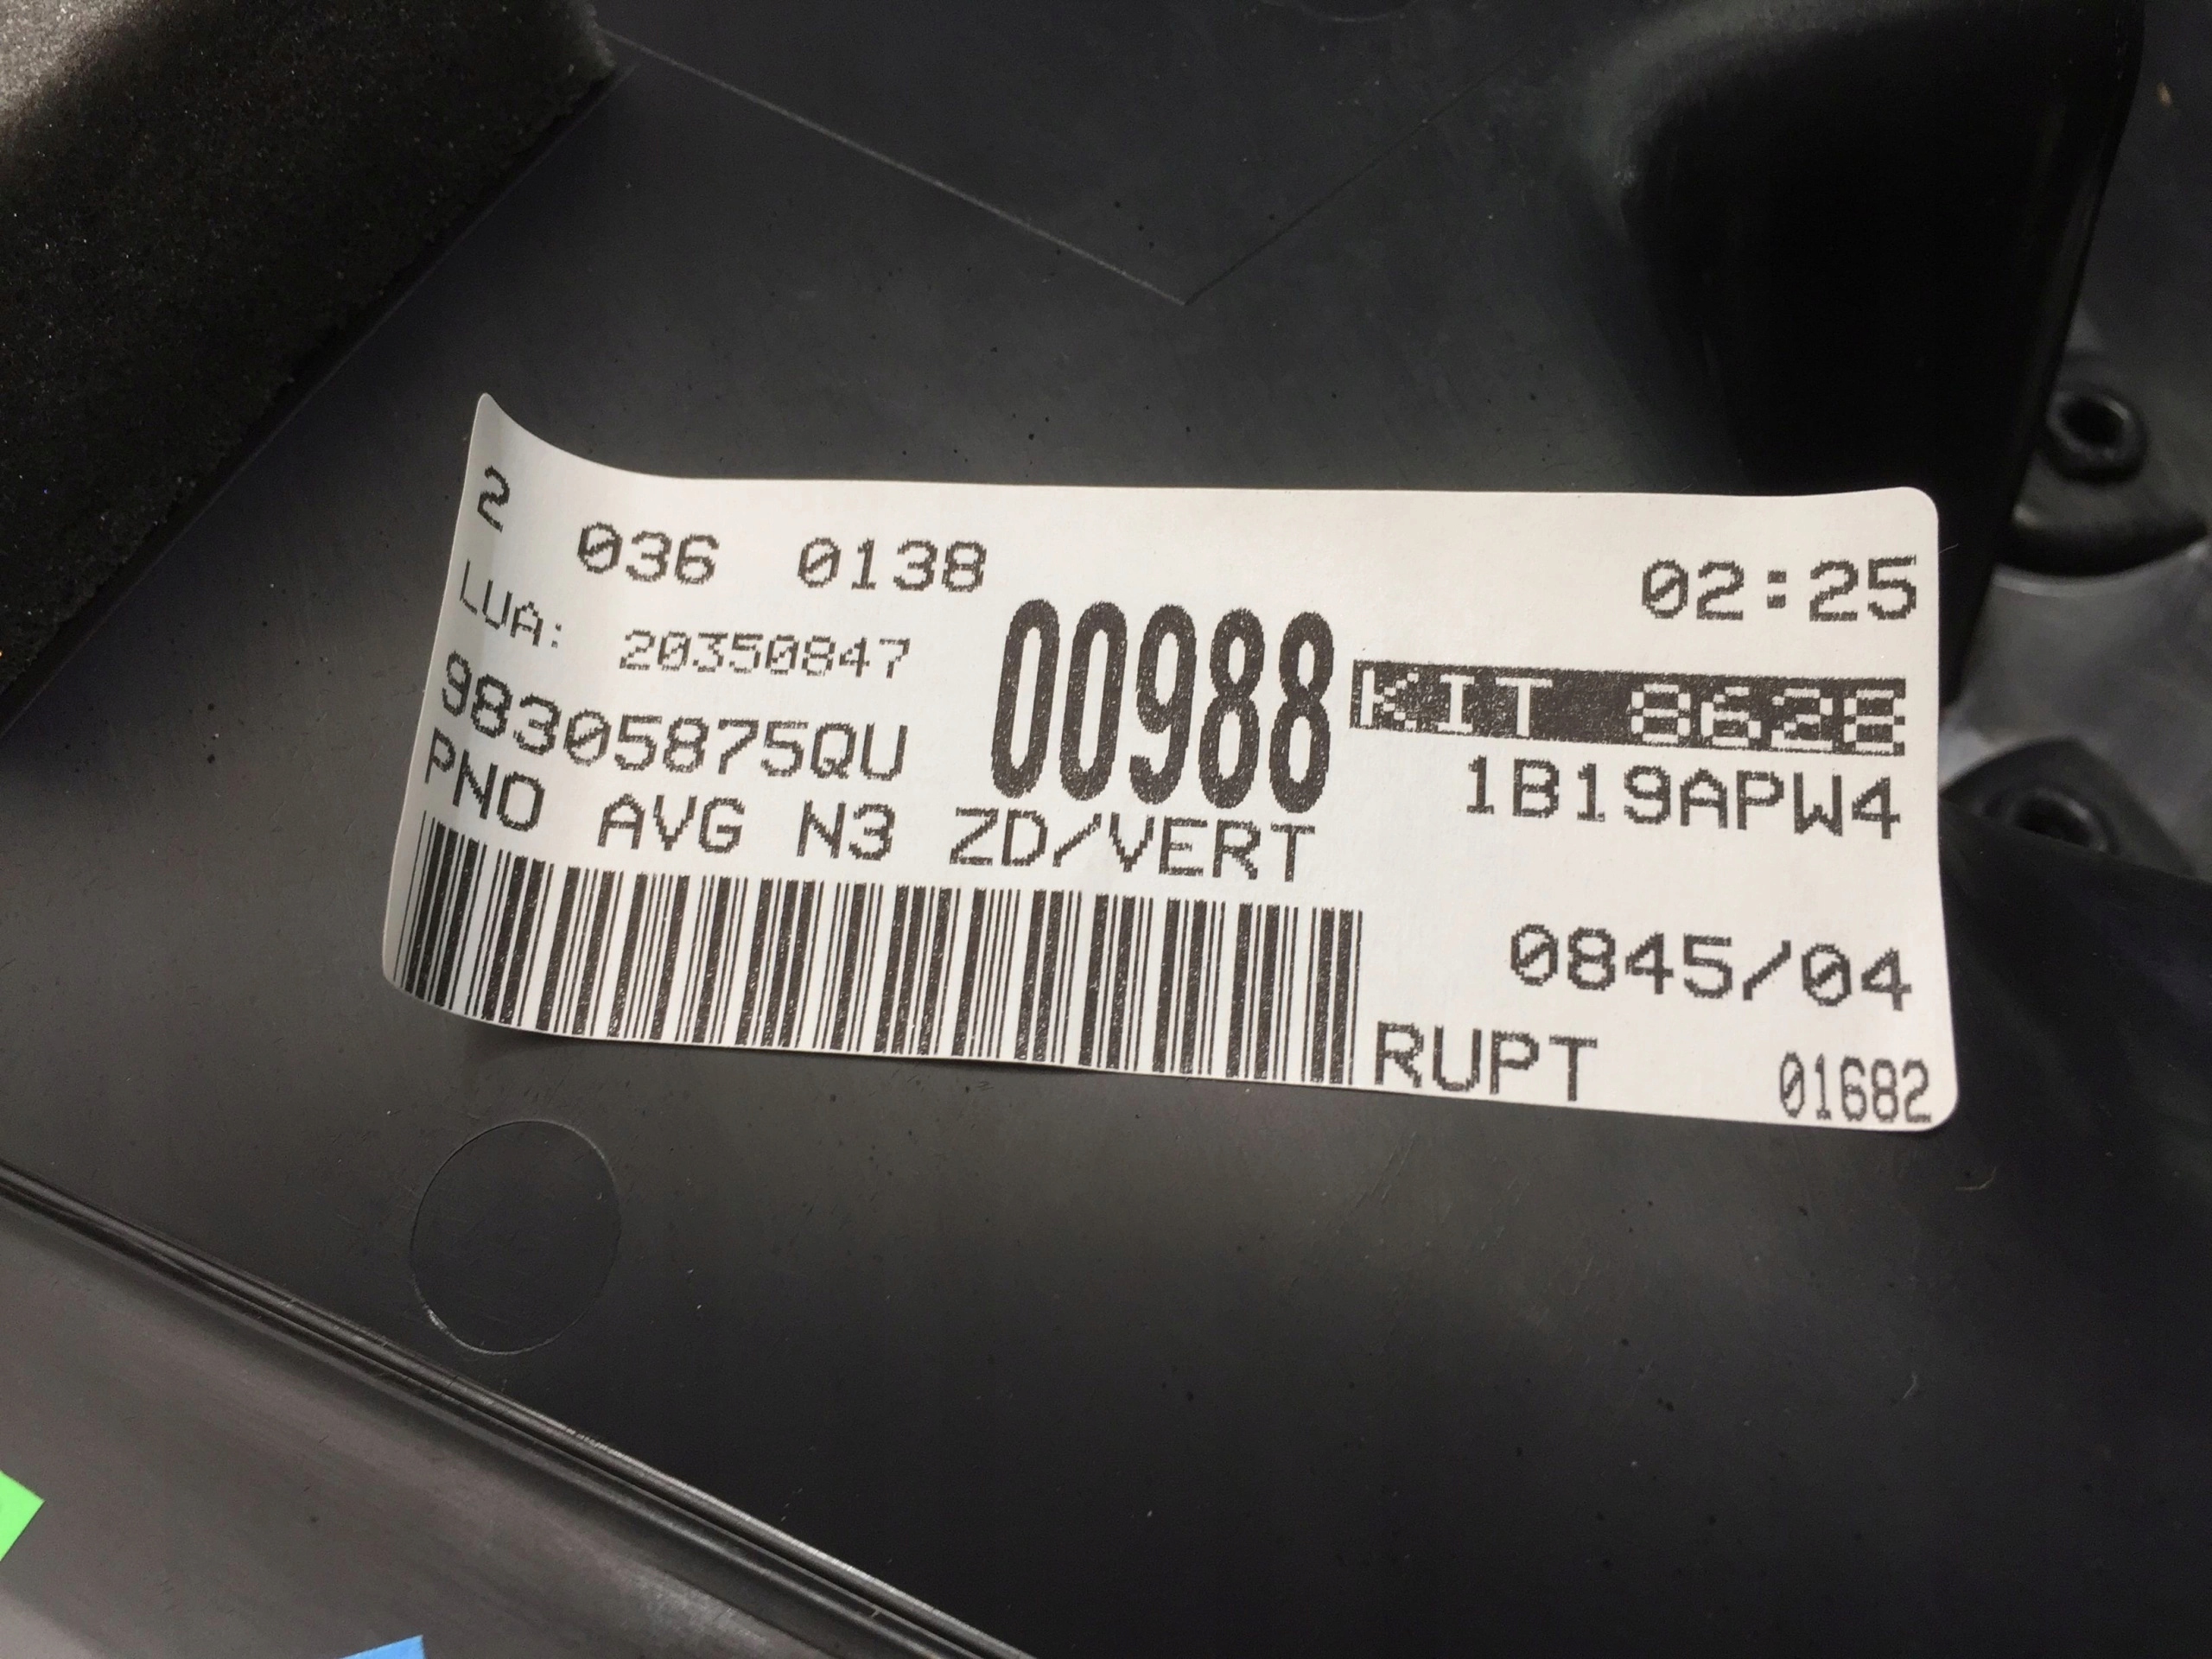 2 036 0138 02:25
LUA: 20350847 00988
98305875QU KIT
PNO AVG N3 ZD/VERT 1B19APW4
0845/04
RUPT 01682